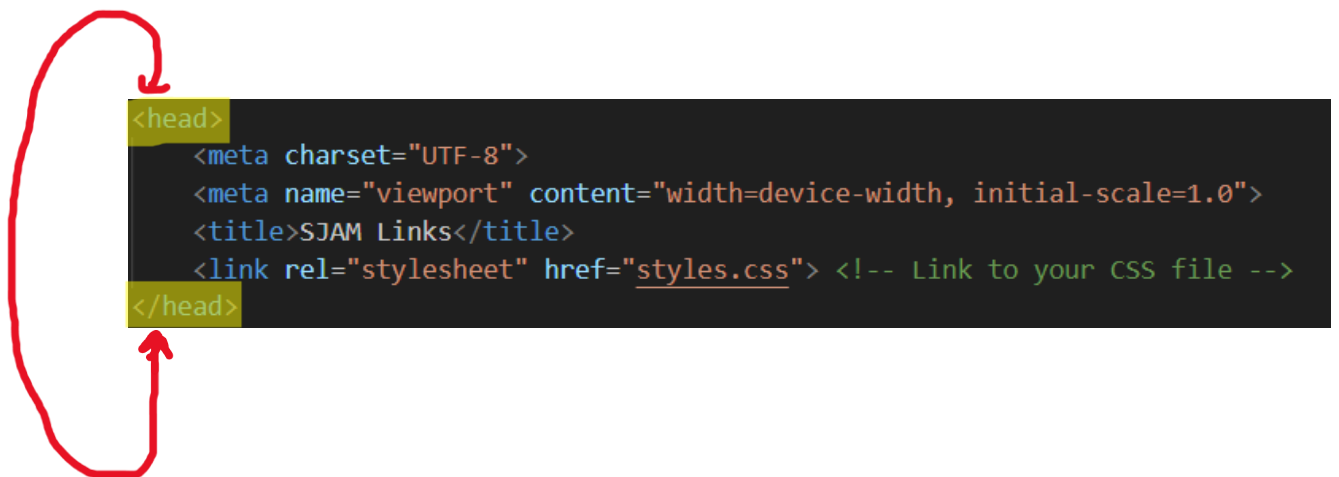 <head>
    <meta charset="UTF-8">
    <meta name="viewport" content="width=device-width, initial-scale=1.0">
    <title>SJAM Links</title>
    <link rel="stylesheet" href="styles.css"> <!-- Link to your CSS file -->
</head>